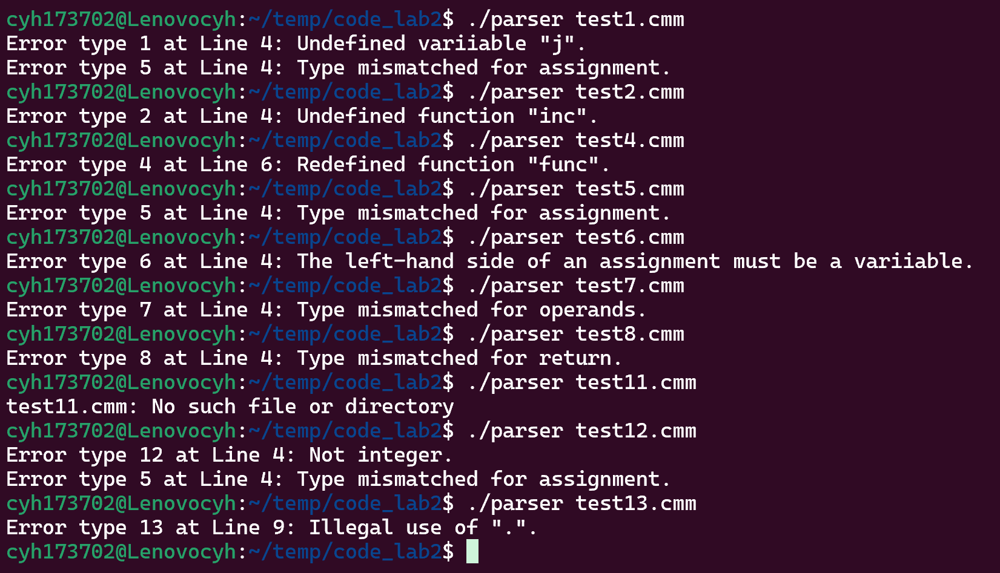 cyh173702@Lenovocyh:~/temp/code_lab2$ ./parser test1.cmm
Error type 1 at Line 4: Undefined variiable "j".
Error type 5 at Line 4: Type mismatched for assignment.
cyh173702@Lenovocyh:~/temp/code_lab2$ ./parser test2.cmm
Error type 2 at Line 4: Undefined function "inc".
cyh173702@Lenovocyh:~/temp/code_lab2$ ./parser test4.cmm
Error type 4 at Line 6: Redefined function "func".
cyh173702@Lenovocyh:~/temp/code_lab2$ ./parser test5.cmm
Error type 5 at Line 4: Type mismatched for assignment.
cyh173702@Lenovocyh:~/temp/code_lab2$ ./parser test6.cmm
Error type 6 at Line 4: The left-hand side of an assignment must be a variiable.
cyh173702@Lenovocyh:~/temp/code_lab2$ ./parser test7.cmm
Error type 7 at Line 4: Type mismatched for operands.
cyh173702@Lenovocyh:~/temp/code_lab2$ ./parser test8.cmm
Error type 8 at Line 4: Type mismatched for return.
cyh173702@Lenovocyh:~/temp/code_lab2$ ./parser test11.cmm
test11.cmm: No such file or directory
cyh173702@Lenovocyh:~/temp/code_lab2$ ./parser test12.cmm
Error type 12 at Line 4: Not integer.
Error type 5 at Line 4: Type mismatched for assignment.
cyh173702@Lenovocyh:~/temp/code_lab2$ ./parser test13.cmm
Error type 13 at Line 9: Illegal use of ".".
cyh173702@Lenovocyh:~/temp/code_lab2$